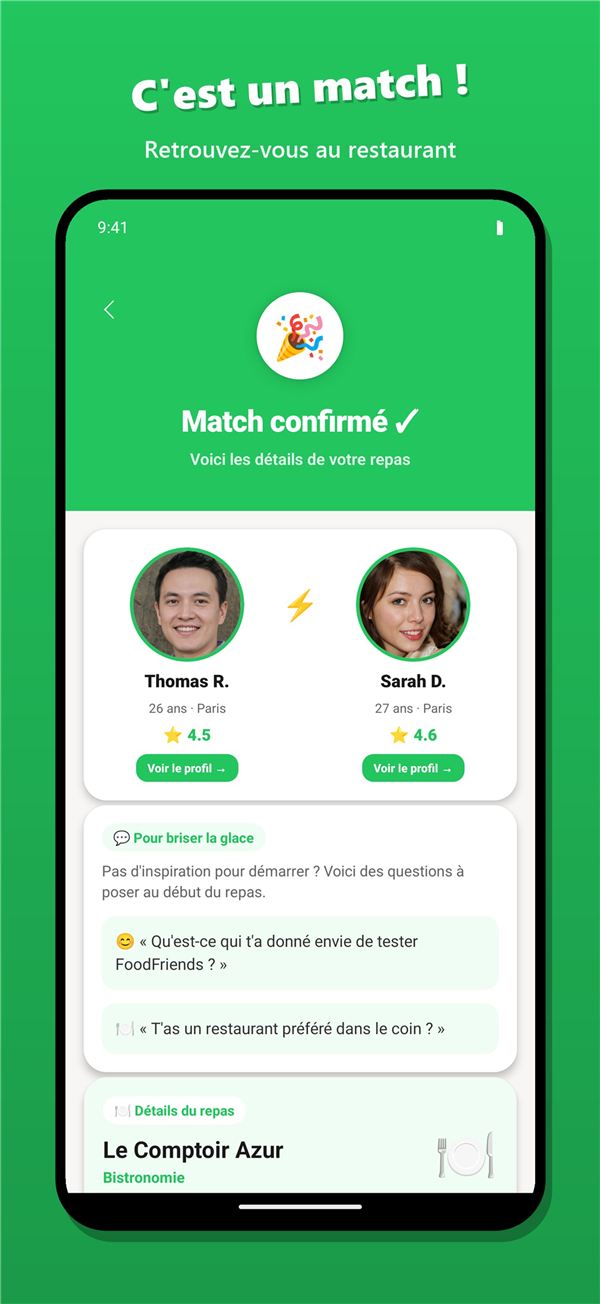 C'est un match !
Retrouvez-vous au restaurant
9:41
Match confirmé ✓
Voici les détails de votre repas
Thomas R.
Sarah D.
26 ans · Paris
27 ans · Paris
⭐ 4.5
⭐ 4.6
Voir le profil →
Voir le profil →
💬 Pour briser la glace
Pas d'inspiration pour démarrer ? Voici des questions à
poser au début du repas.
😊 « Qu'est-ce qui t'a donné envie de tester
FoodFriends ? »
🍽️ « T'as un restaurant préféré dans le coin ? »
🍽️ Détails du repas
Le Comptoir Azur
Bistronomie